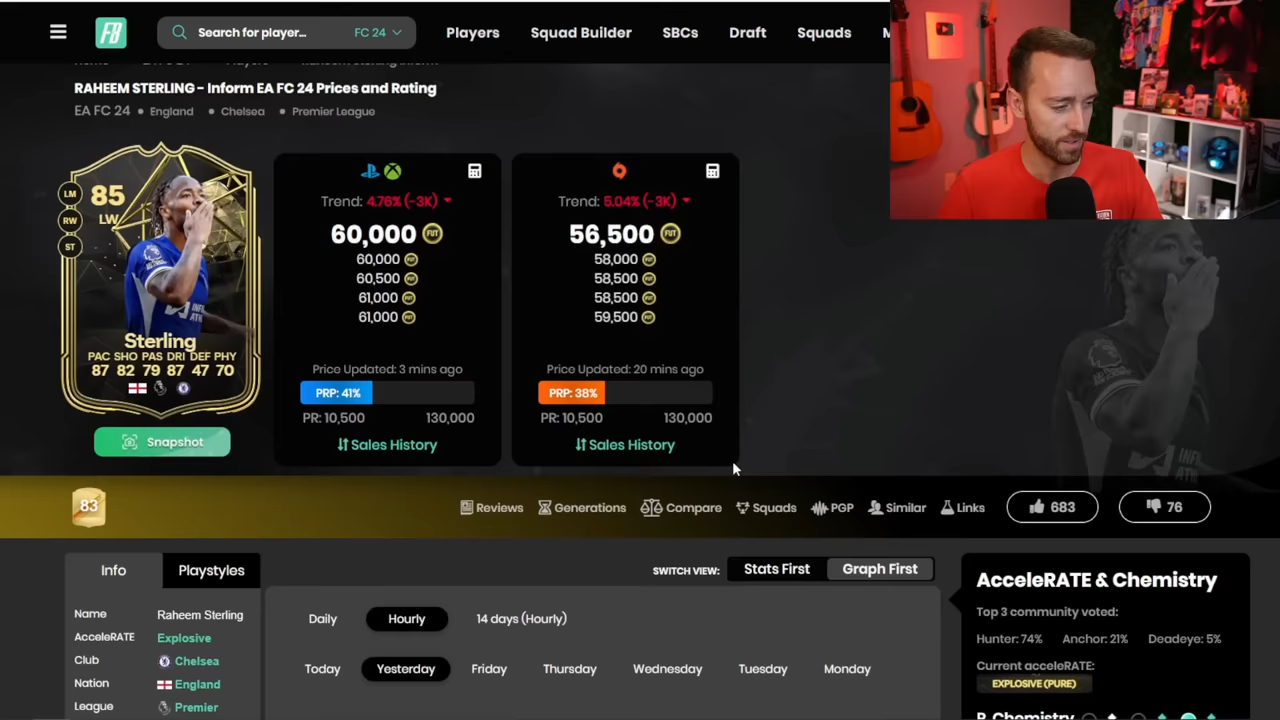 FB
Search for player...
FC 24
Players
Squad Builder
SBCs
Draft
Squads
M
RAHEEM STERLING - Inform EA FC 24 Prices and Rating
EA FC 24 • England • Chelsea • Premier League
LM
RW
ST
85
LW
Sterling
PAC SHO PAS DRI DEF PHY
87 82 79 87 47 70
Snapshot
Trend: 4.76% (-3K)
60,000
60,000
60,500
61,000
61,000
Price Updated: 3 mins ago
PRP: 41%
PR: 10,500 130,000
Sales History
Trend: 5.04% (-3K)
56,500
58,000
58,500
58,500
59,500
Price Updated: 20 mins ago
PRP: 38%
PR: 10,500 130,000
Sales History
83
Reviews
Generations
Compare
Squads
PGP
Similar
Links
683
76
Info
Playstyles
SWITCH VIEW:
Stats First
Graph First
Name Raheem Sterling
AcceleRATE Explosive
Club Chelsea
Nation England
League Premier
Daily
Hourly
14 days (Hourly)
Today
Yesterday
Friday
Thursday
Wednesday
Tuesday
Monday
AcceleRATE & Chemistry
Top 3 community voted:
Hunter: 74% Anchor: 21% Deadeye: 5%
Current acceleRATE:
EXPLOSIVE (PURE)